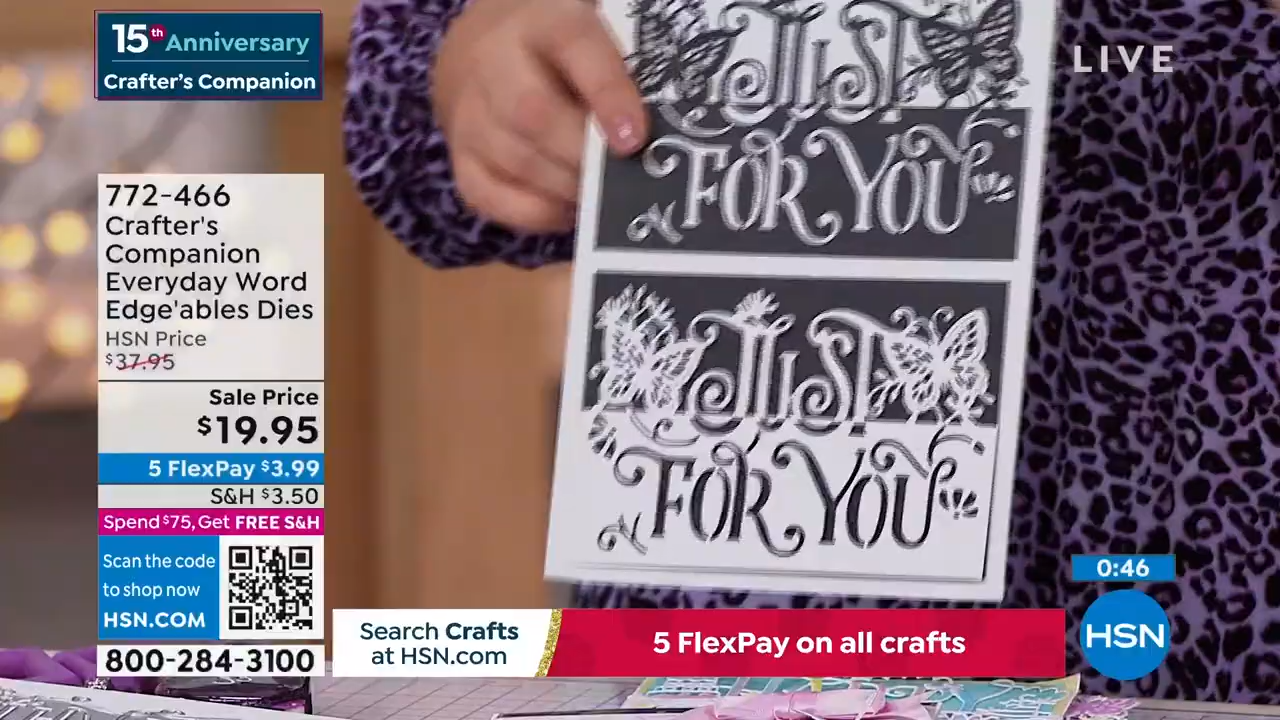 15th Anniversary
Crafter's Companion
LIVE
JUST
FOR YOU
JUST
FOR YOU
772-466
Crafter's
Companion
Everyday Word
Edge'ables Dies
HSN Price
$37.95
Sale Price
$19.95
5 FlexPay $3.99
S&H $3.50
Spend $75, Get FREE S&H
Scan the code
to shop now
HSN.COM
800-284-3100
Search Crafts
at HSN.com
5 FlexPay on all crafts
0:46
HSN